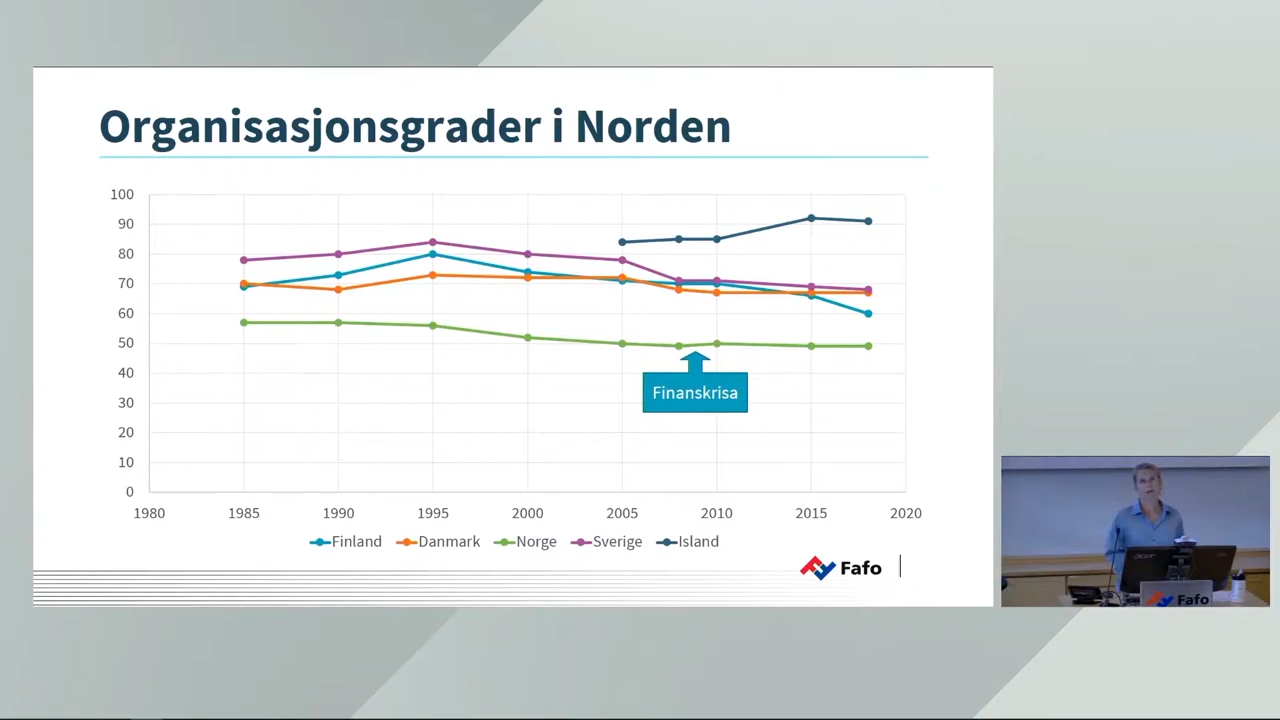 Organisasjonsgrader i Norden
100
90
80
70
60
50
40
30
20
10
0
Finanskrisa
1980 1985 1990 1995 2000 2005 2010 2015 2020
Finland Danmark Norge Sverige Island
Fafo
acer
Fafo